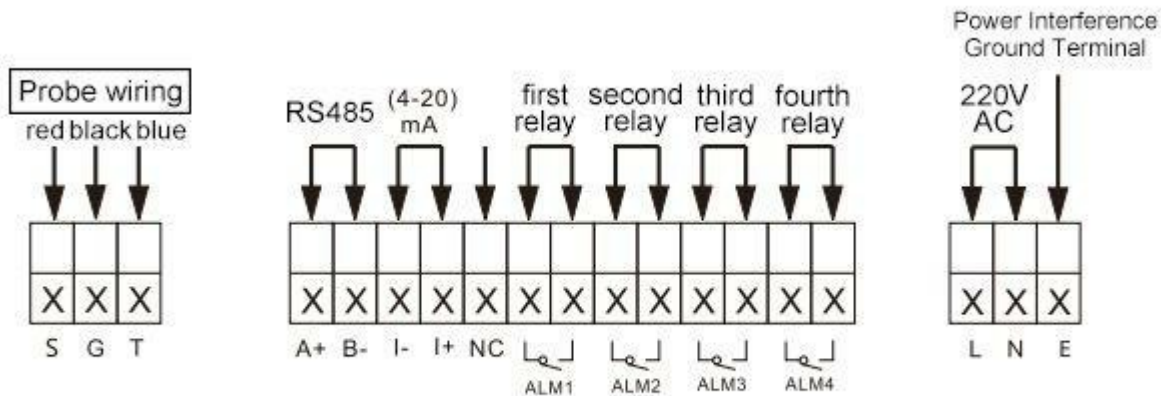 Power Interference
Ground Terminal
Probe wiring
red black blue
RS485
(4-20)
mA
first
relay
second
relay
third
relay
fourth
relay
220V
AC
X X X
X X X X X X X X X X X X X
X X X
S G T
A+ B- I- I+ NC
ALM1 ALM2 ALM3 ALM4
L N E